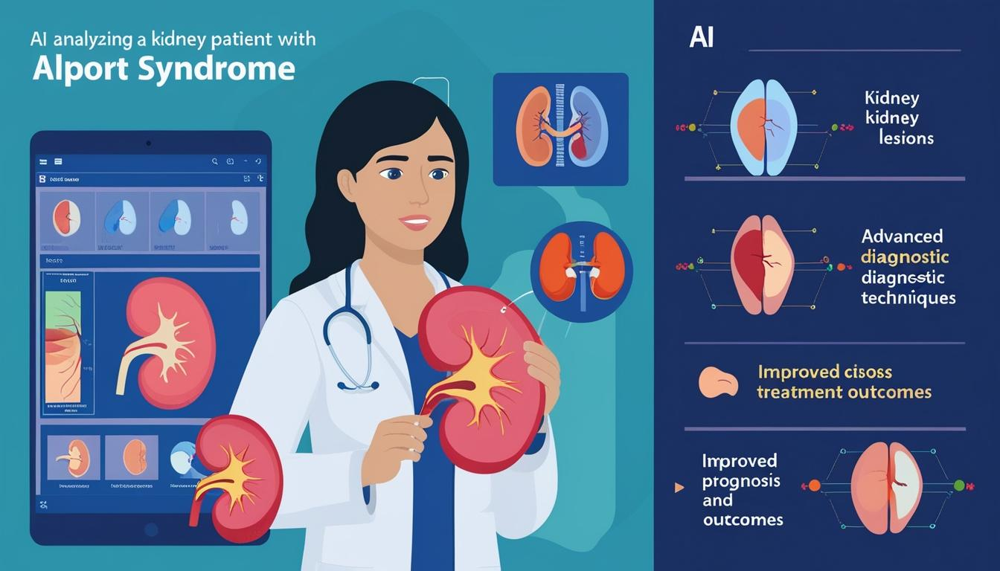 AI analyzing a kidney patient with
Alport Syndrome
AI
Kidney
kidney
lesions
Advanced
diagnostic
diagnestic
techniques
Improved cisoss
treatment outcomes
Improved
prognosis
and
outcomes